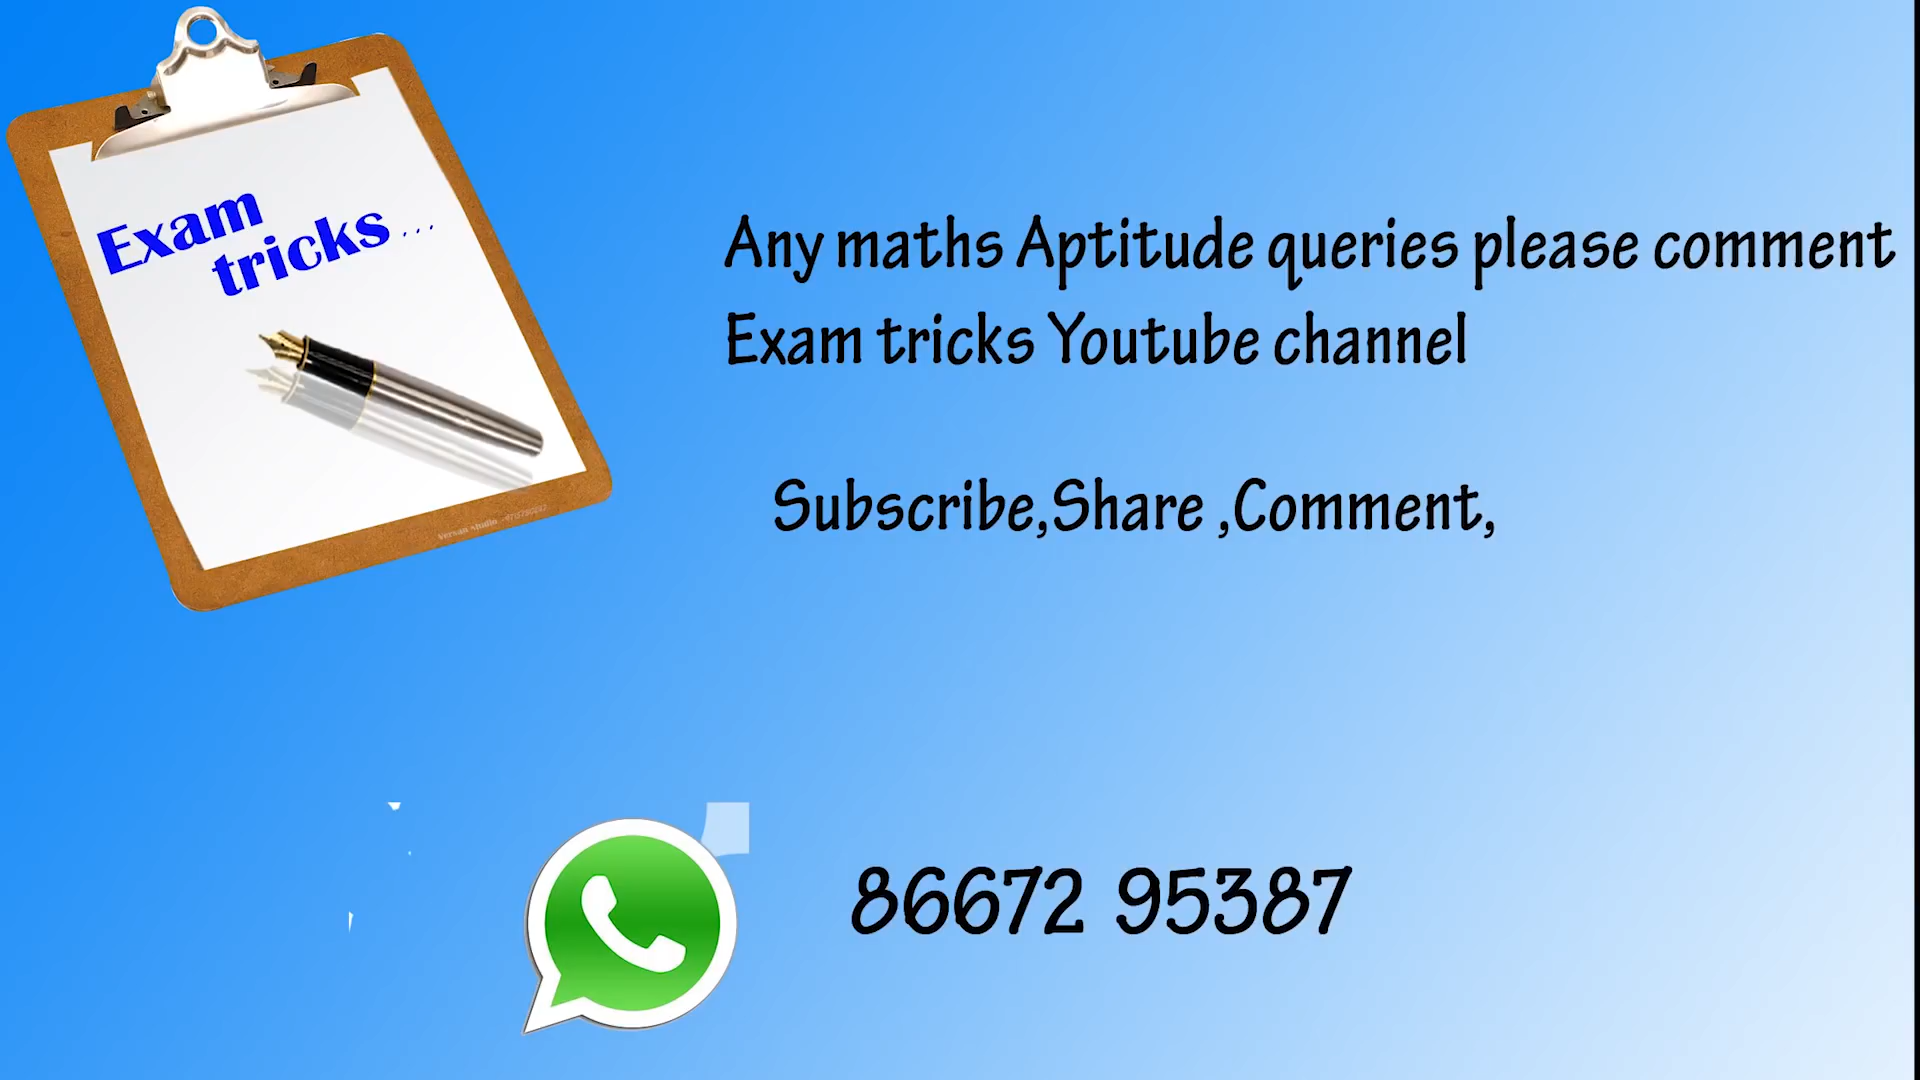 Exam
tricks...
Any maths Aptitude queries please comment
Exam tricks Youtube channel
Subscribe,Share ,Comment,
86672 95387